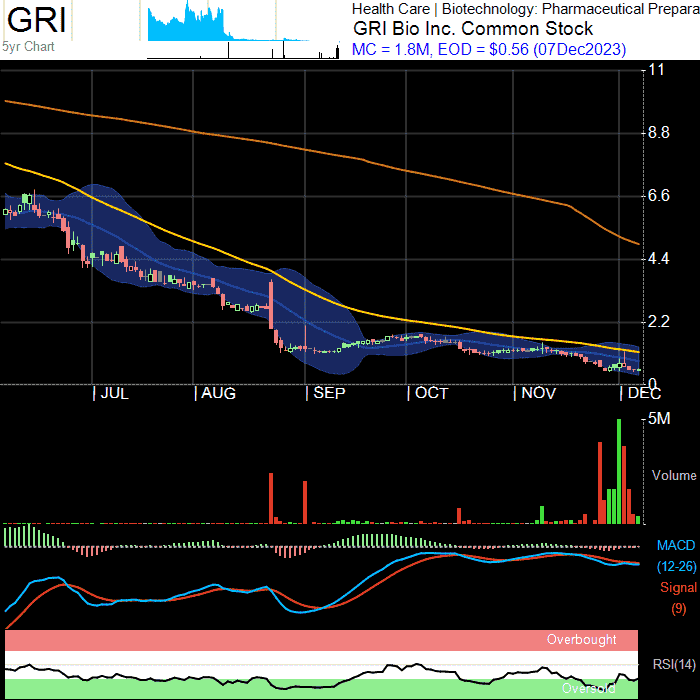 GRI
5yr Chart
Health Care | Biotechnology: Pharmaceutical Prepara
GRI Bio Inc. Common Stock
MC = 1.8M, EOD = $0.56 (07Dec2023)
11
8.8
6.6
4.4
2.2
0
| JUL | AUG | SEP | OCT | NOV | DEC
5M
Volume
MACD
(12-26)
Signal
(9)
Overbought
RSI(14)
Oversold